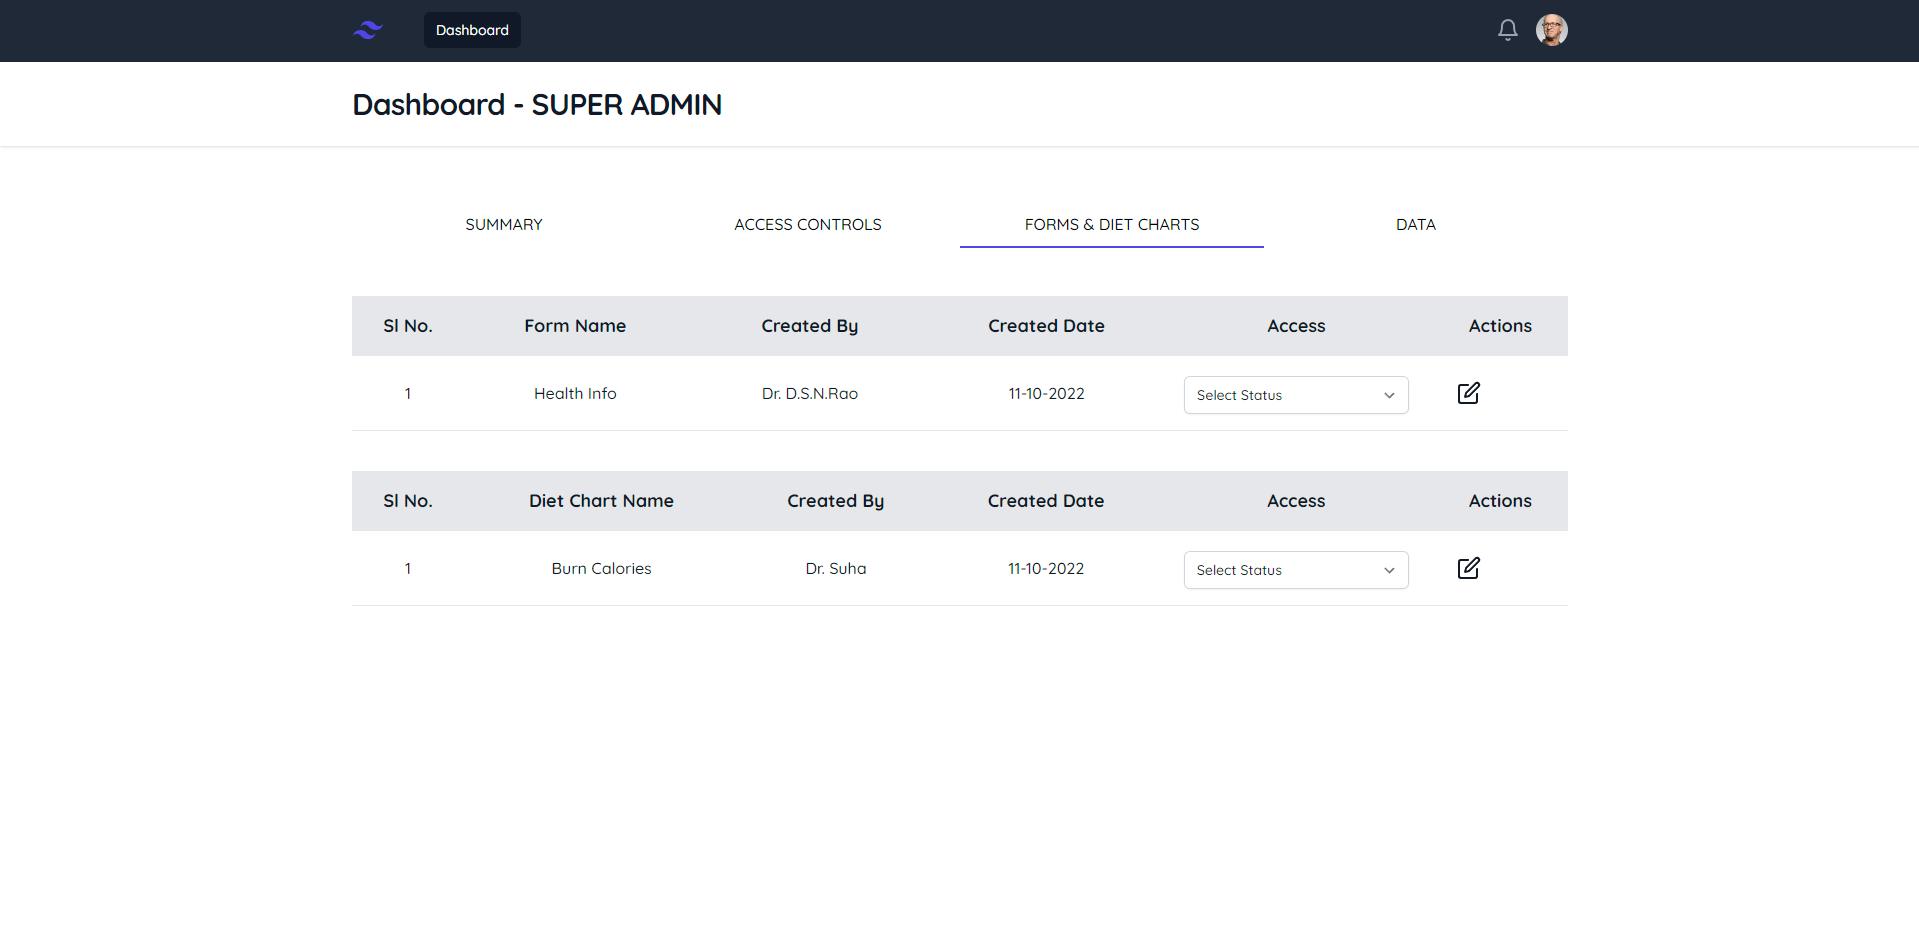 Dashboard
Dashboard - SUPER ADMIN
SUMMARY ACCESS CONTROLS FORMS & DIET CHARTS DATA
Sl No. Form Name Created By Created Date Access Actions
1 Health Info Dr. D.S.N.Rao 11-10-2022 Select Status
Sl No. Diet Chart Name Created By Created Date Access Actions
1 Burn Calories Dr. Suha 11-10-2022 Select Status